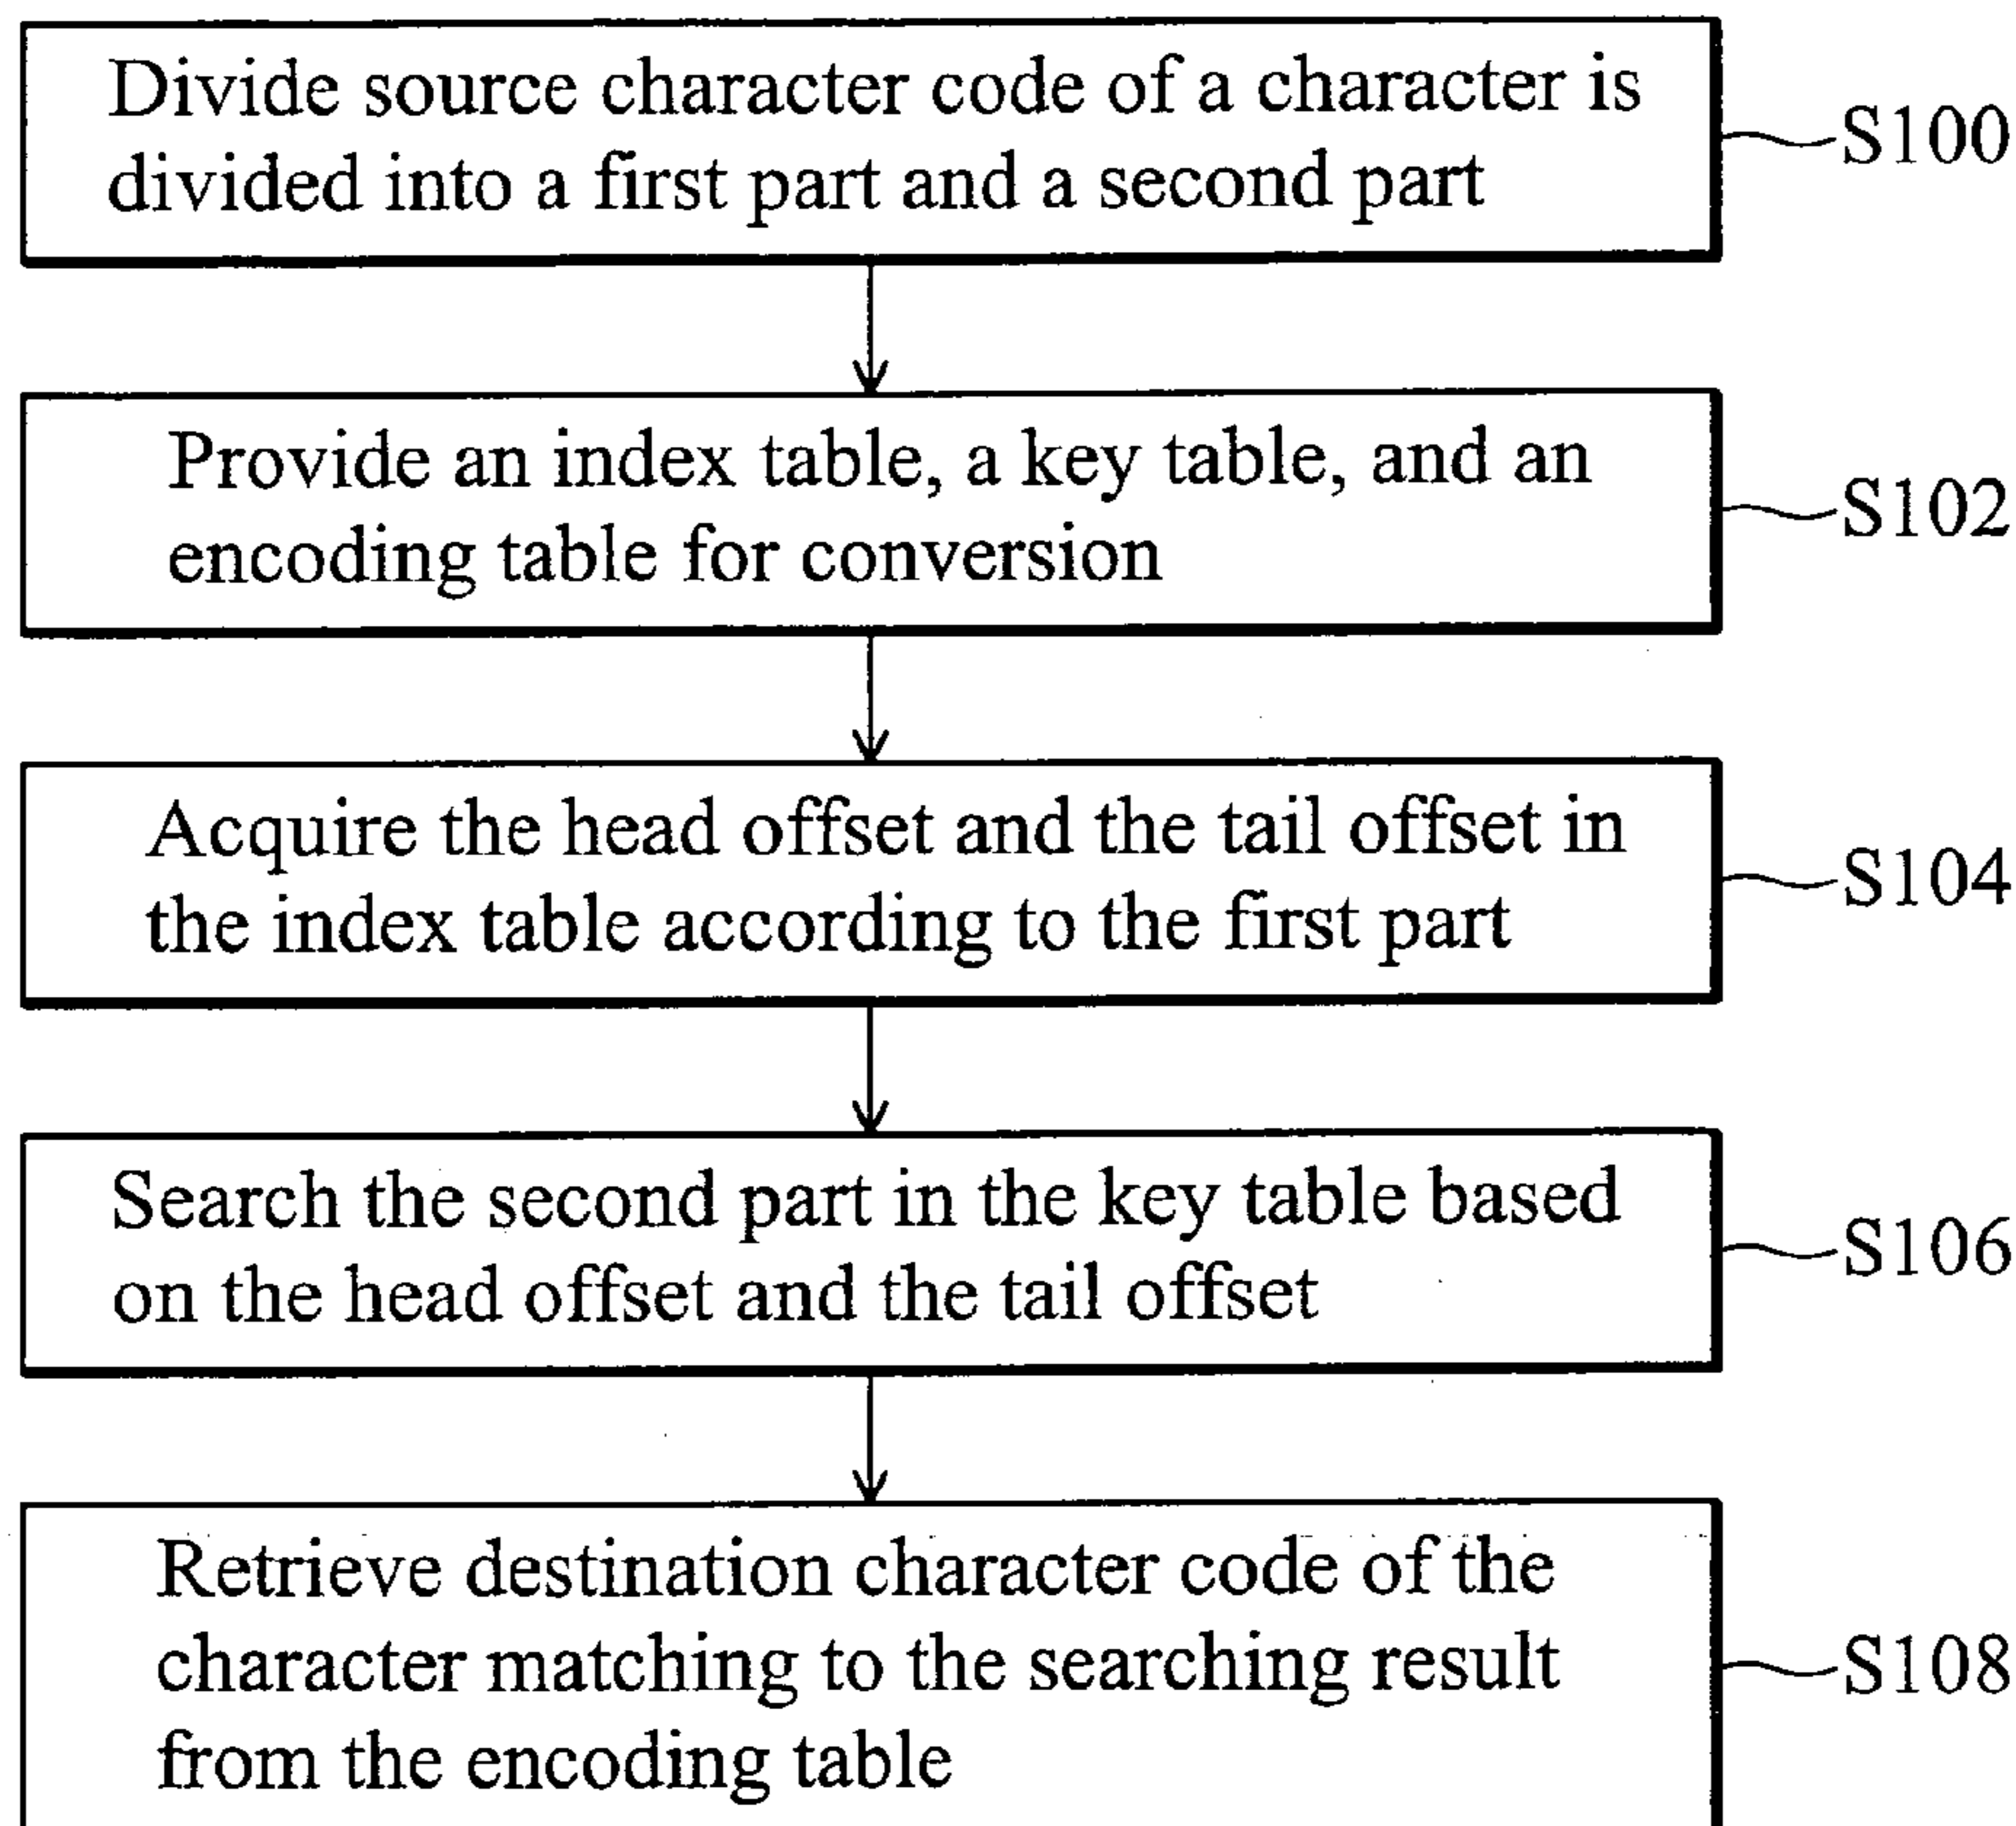 Divide source character code of a character is
divided into a first part and a second part
S100
Provide an index table, a key table, and an
encoding table for conversion
S102
Acquire the head offset and the tail offset in
the index table according to the first part
S104
Search the second part in the key table based
on the head offset and the tail offset
S106
Retrieve destination character code of the
character matching to the searching result
from the encoding table
S108